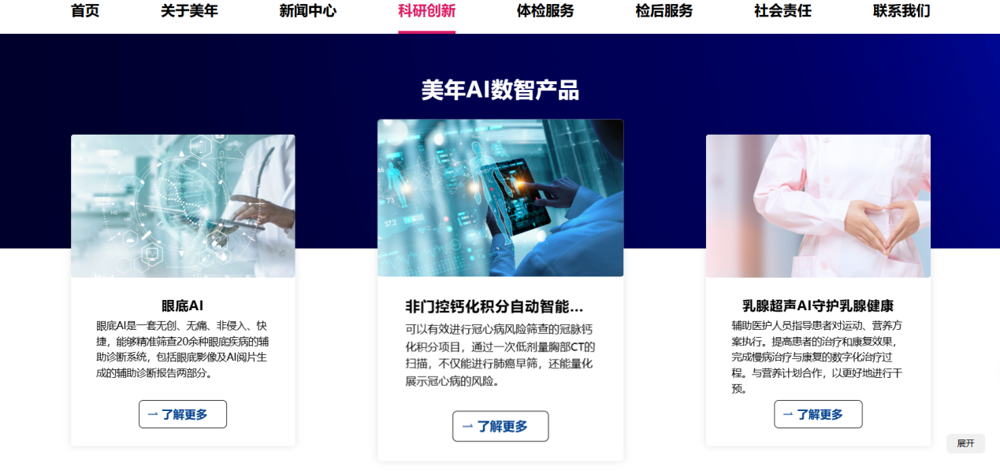 首页 关于美年 新闻中心 科研创新 体检服务 检后服务 社会责任 联系我们
美年AI数智产品
眼底AI
眼底AI是一套无创、无痛、非侵入、快
捷，能够精准筛查20余种眼底疾病的辅
助诊断系统，包括眼底影像及AI阅片生
成的辅助诊断报告两部分。
了解更多
非门控钙化积分自动智能...
可以有效进行冠心病风险筛查的冠脉钙
化积分项目，通过一次低剂量胸部CT的
扫描，不仅能进行肺癌早筛，还能量化
展示冠心病的风险。
了解更多
乳腺超声AI守护乳腺健康
辅助医护人员指导患者对运动、营养方
案执行。提高患者的治疗和康复效果，
完成慢病治疗与康复的数字化治疗过
程。与营养计划合作，以更好地进行干
预。
了解更多
展开